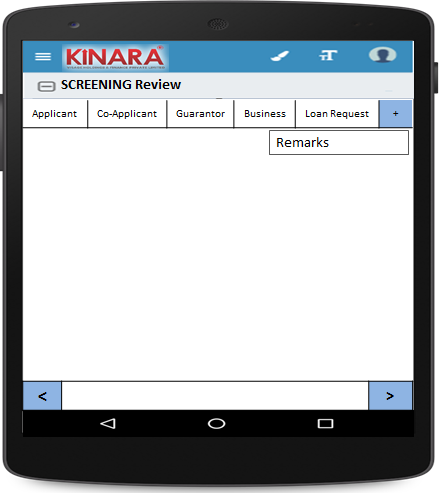 KINARA
SCREENING Review
Applicant Co-Applicant Guarantor Business Loan Request +
Remarks
< >